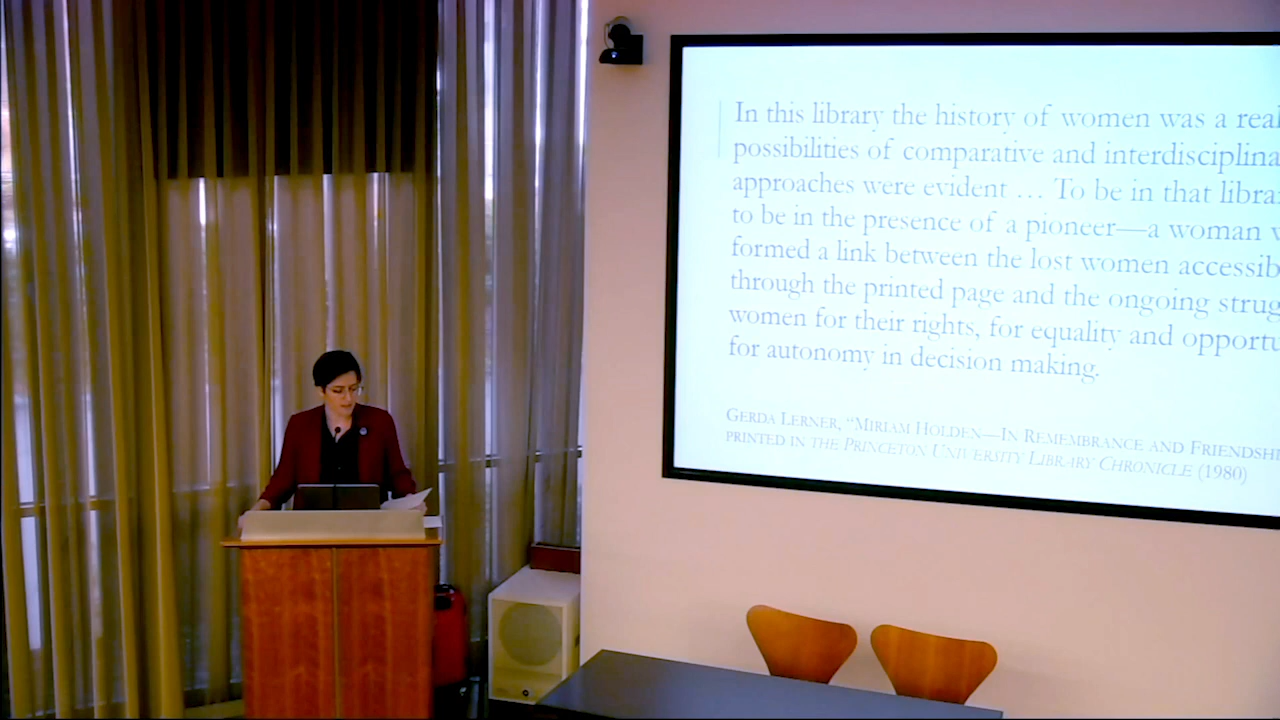 In this library the history of women was a real
possibilities of comparative and interdisciplina
approaches were evident ... To be in that libra
to be in the presence of a pioneer—a woman w
formed a link between the lost women accessib
through the printed page and the ongoing strug
women for their rights, for equality and opportu
for autonomy in decision making.
GERDA LERNER, “MIRIAM HOLDEN—IN REMEMBRANCE AND FRIENDSHI
PRINTED IN THE PRINCETON UNIVERSITY LIBRARY CHRONICLE (1980)